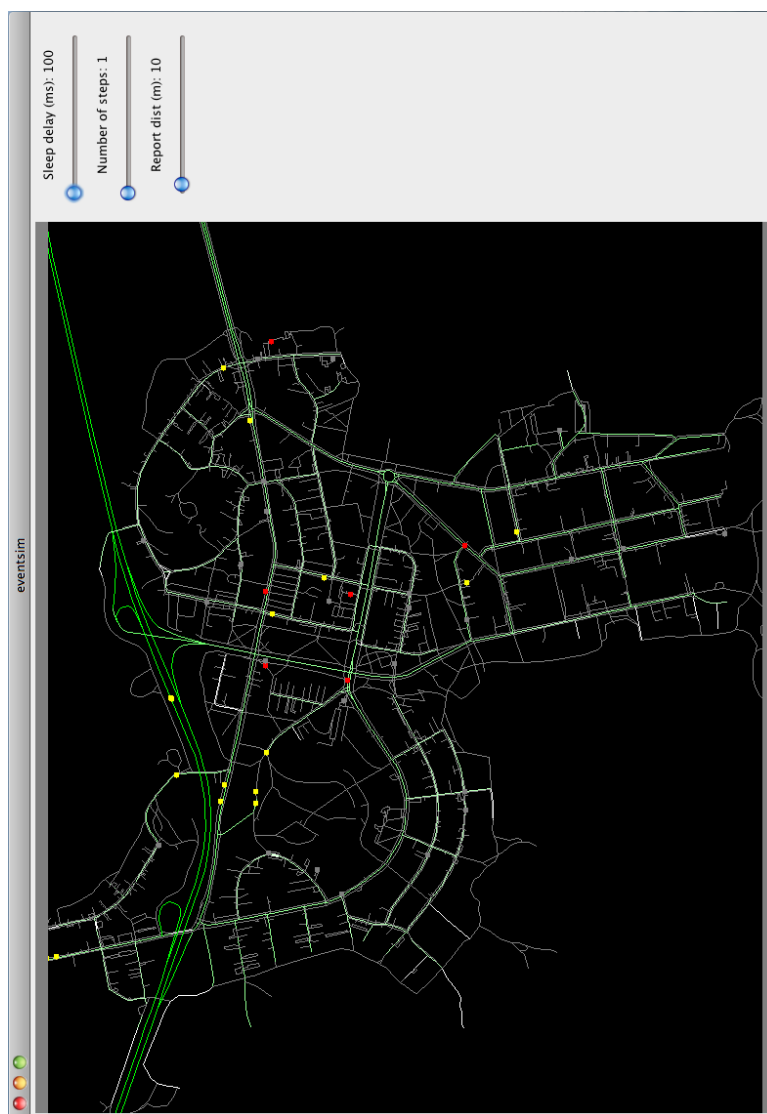 eventsim
Sleep delay (ms): 100
Number of steps: 1
Report dist (m): 10